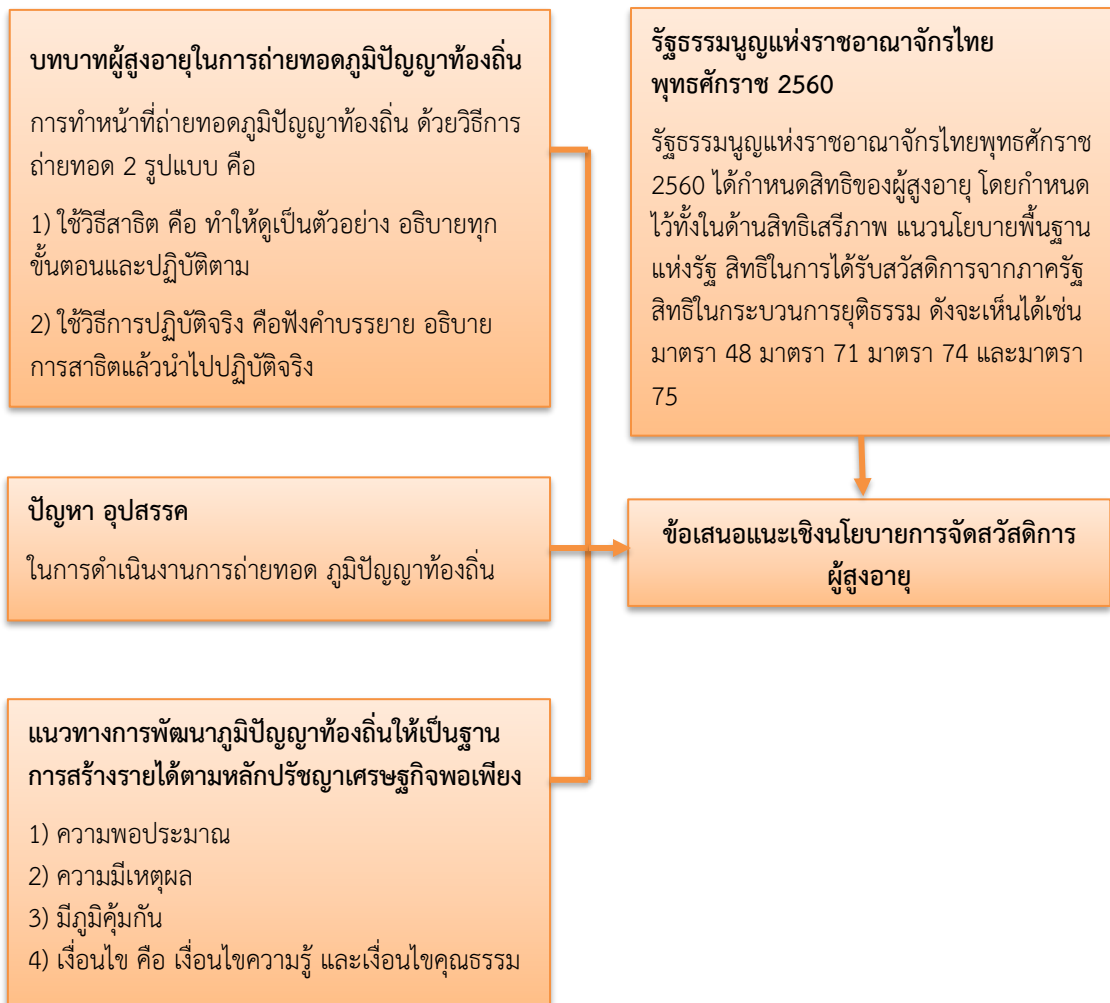 บทบาทผู้สูงอายุในการถ่ายทอดภูมิปัญญาท้องถิ่น
การทำหน้าที่ถ่ายทอดภูมิปัญญาท้องถิ่น ด้วยวิธีการ
ถ่ายทอด 2 รูปแบบ คือ
1) ใช้วิธีสาธิต คือ ทำให้ดูเป็นตัวอย่าง อธิบายทุก
ขั้นตอนและปฏิบัติตาม
2) ใช้วิธีการปฏิบัติจริง คือฟังคำบรรยาย อธิบาย
การสาธิตแล้วนำไปปฏิบัติจริง
รัฐธรรมนูญแห่งราชอาณาจักรไทย
พุทธศักราช 2560
รัฐธรรมนูญแห่งราชอาณาจักรไทยพุทธศักราช
2560 ได้กำหนดสิทธิของผู้สูงอายุ โดยกำหนด
ไว้ทั้งในด้านสิทธิเสรีภาพ แนวนโยบายพื้นฐาน
แห่งรัฐ สิทธิในการได้รับสวัสดิการจากภาครัฐ
สิทธิในกระบวนการยุติธรรม ดังจะเห็นได้เช่น
มาตรา 48 มาตรา 71 มาตรา 74 และมาตรา
75
ปัญหา อุปสรรค
ในการดำเนินงานการถ่ายทอด ภูมิปัญญาท้องถิ่น
ข้อเสนอแนะเชิงนโยบายการจัดสวัสดิการ
ผู้สูงอายุ
แนวทางการพัฒนาภูมิปัญญาท้องถิ่นให้เป็นฐาน
การสร้างรายได้ตามหลักปรัชญาเศรษฐกิจพอเพียง
1) ความพอประมาณ
2) ความมีเหตุผล
3) มีภูมิคุ้มกัน
4) เงื่อนไข คือ เงื่อนไขความรู้ และเงื่อนไขคุณธรรม